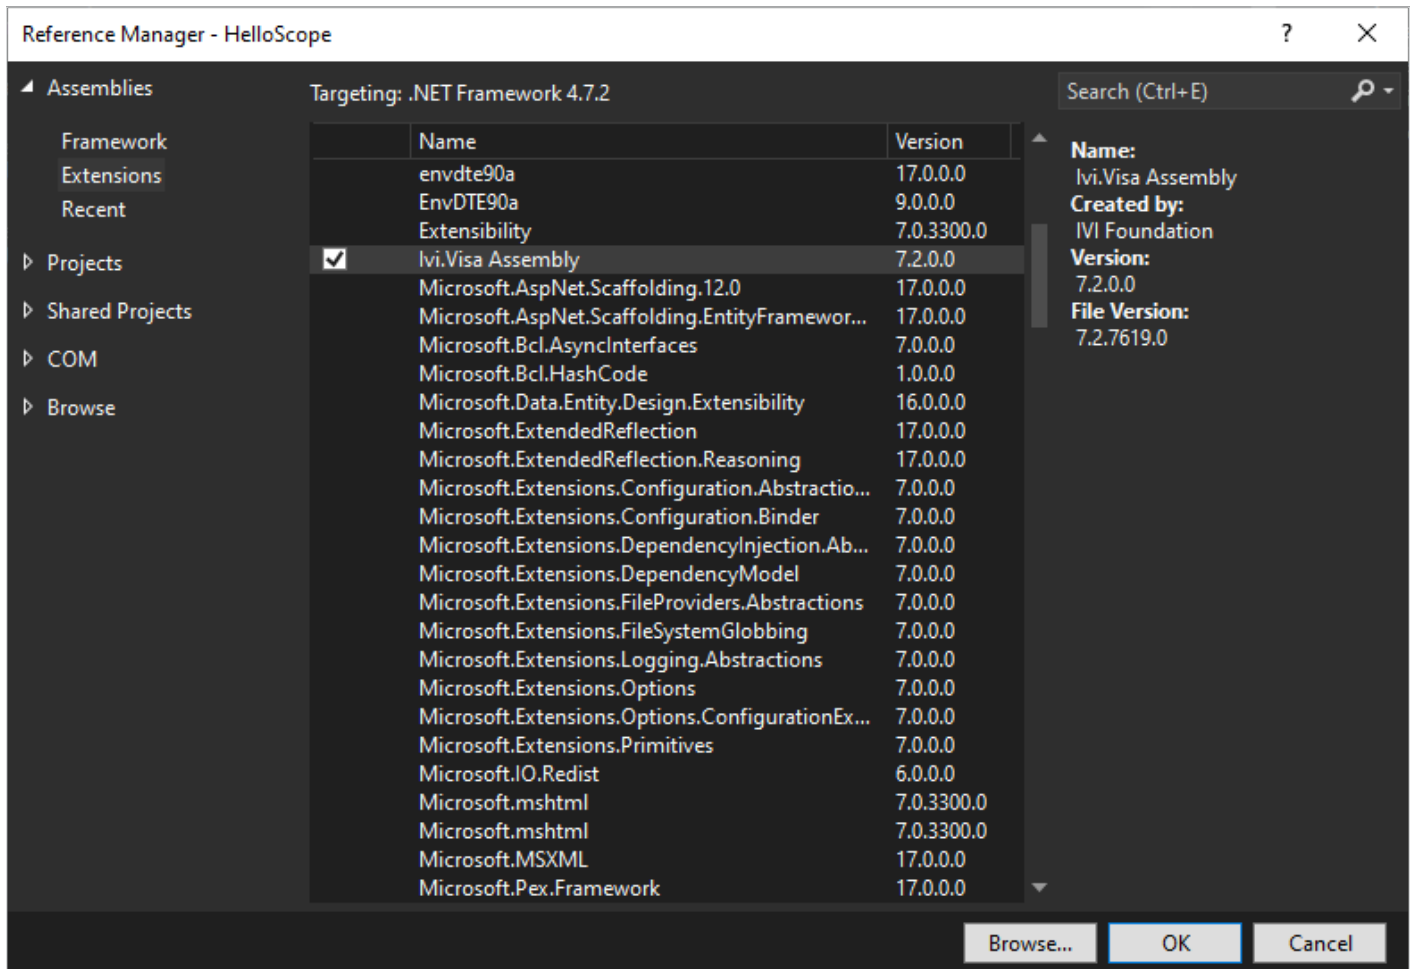 Reference Manager - HelloScope
? 
Assemblies
Framework
Extensions
Recent
Projects
Shared Projects
COM
Browse
Targeting: .NET Framework 4.7.2
Name Version
envdte90a 17.0.0.0
EnvDTE90a 9.0.0.0
Extensibility 7.0.3300.0
Ivi.Visa Assembly 7.2.0.0
Microsoft.AspNet.Scaffolding.12.0 17.0.0.0
Microsoft.AspNet.Scaffolding.EntityFramewor... 17.0.0.0
Microsoft.Bcl.AsyncInterfaces 7.0.0.0
Microsoft.Bcl.HashCode 1.0.0.0
Microsoft.Data.Entity.Design.Extensibility 16.0.0.0
Microsoft.ExtendedReflection 17.0.0.0
Microsoft.ExtendedReflection.Reasoning 17.0.0.0
Microsoft.Extensions.Configuration.Abstractio... 7.0.0.0
Microsoft.Extensions.Configuration.Binder 7.0.0.0
Microsoft.Extensions.DependencyInjection.Ab... 7.0.0.0
Microsoft.Extensions.DependencyModel 7.0.0.0
Microsoft.Extensions.FileProviders.Abstractions 7.0.0.0
Microsoft.Extensions.FileSystemGlobbing 7.0.0.0
Microsoft.Extensions.Logging.Abstractions 7.0.0.0
Microsoft.Extensions.Options 7.0.0.0
Microsoft.Extensions.Options.ConfigurationEx... 7.0.0.0
Microsoft.Extensions.Primitives 7.0.0.0
Microsoft.IO.Redist 6.0.0.0
Microsoft.mshtml 7.0.3300.0
Microsoft.mshtml 7.0.3300.0
Microsoft.MSXML 17.0.0.0
Microsoft.Pex.Framework 17.0.0.0
Search (Ctrl+E)
Name:
Ivi.Visa Assembly
Created by:
IVI Foundation
Version:
7.2.0.0
File Version:
7.2.7619.0
Browse... OK Cancel